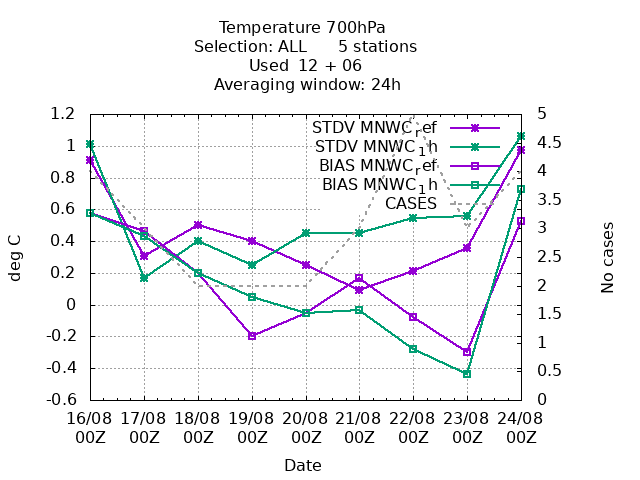 Temperature 700hPa
Selection: ALL 5 stations
Used 12 + 06
Averaging window: 24h
STDV MNWC_ref
STDV MNWC_1h
BIAS MNWC_ref
BIAS MNWC_1h
CASES
1.2
1
0.8
0.6
0.4
0.2
0
-0.2
-0.4
-0.6
deg C
5
4.5
4
3.5
3
2.5
2
1.5
1
0.5
0
No cases
16/08 17/08 18/08 19/08 20/08 21/08 22/08 23/08 24/08
00Z 00Z 00Z 00Z 00Z 00Z 00Z 00Z 00Z
Date